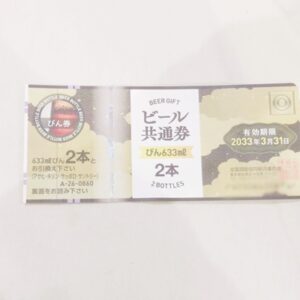 びん券
633mlびん2本と
お引換え下さい
(アサヒ・キリン サッポロ サントリー)
A-26-0860
裏面をお読み下さい
BEER GIFT
ビール
共通券
びん633ml
2本
2 BOTTLES
有効期限
2033年3月31日